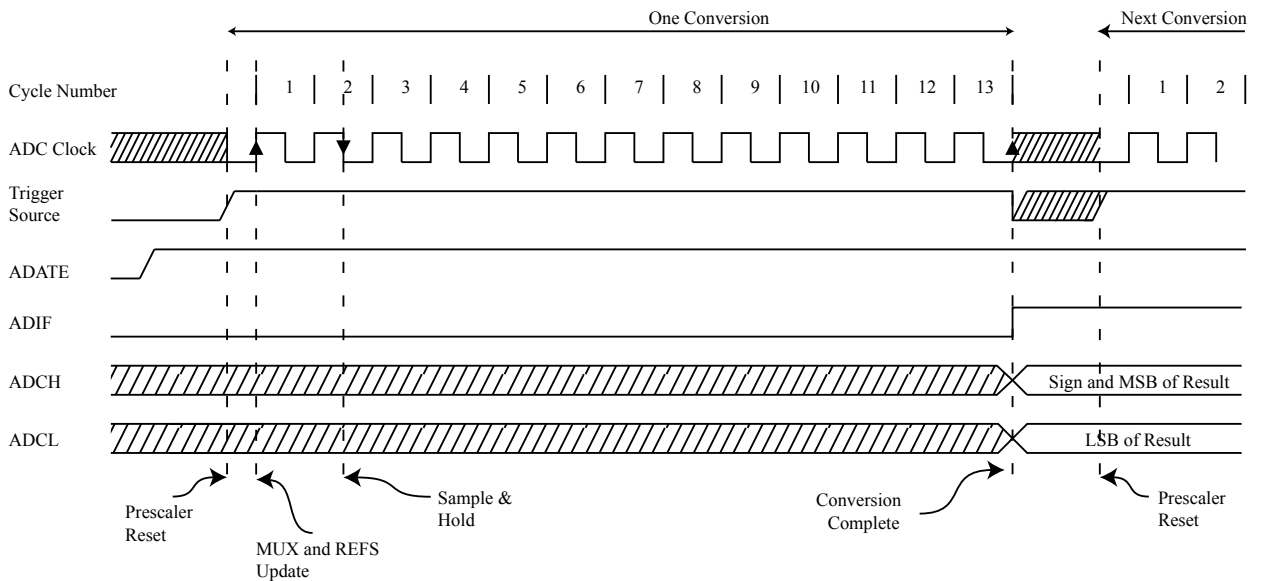 One Conversion
Next Conversion
Cycle Number
1 2 3 4 5 6 7 8 9 10 11 12 13 1 2
ADC Clock
Trigger
Source
ADATE
ADIF
ADCH
Sign and MSB of Result
ADCL
LSB of Result
Prescaler
Reset
MUX and REFS
Update
Sample &
Hold
Conversion
Complete
Prescaler
Reset